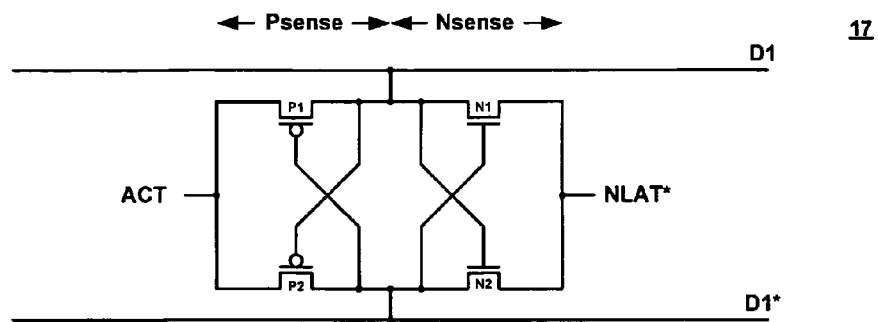 Psense Nsense
17
D1
P1 N1
ACT NLAT*
P2 N2
D1*